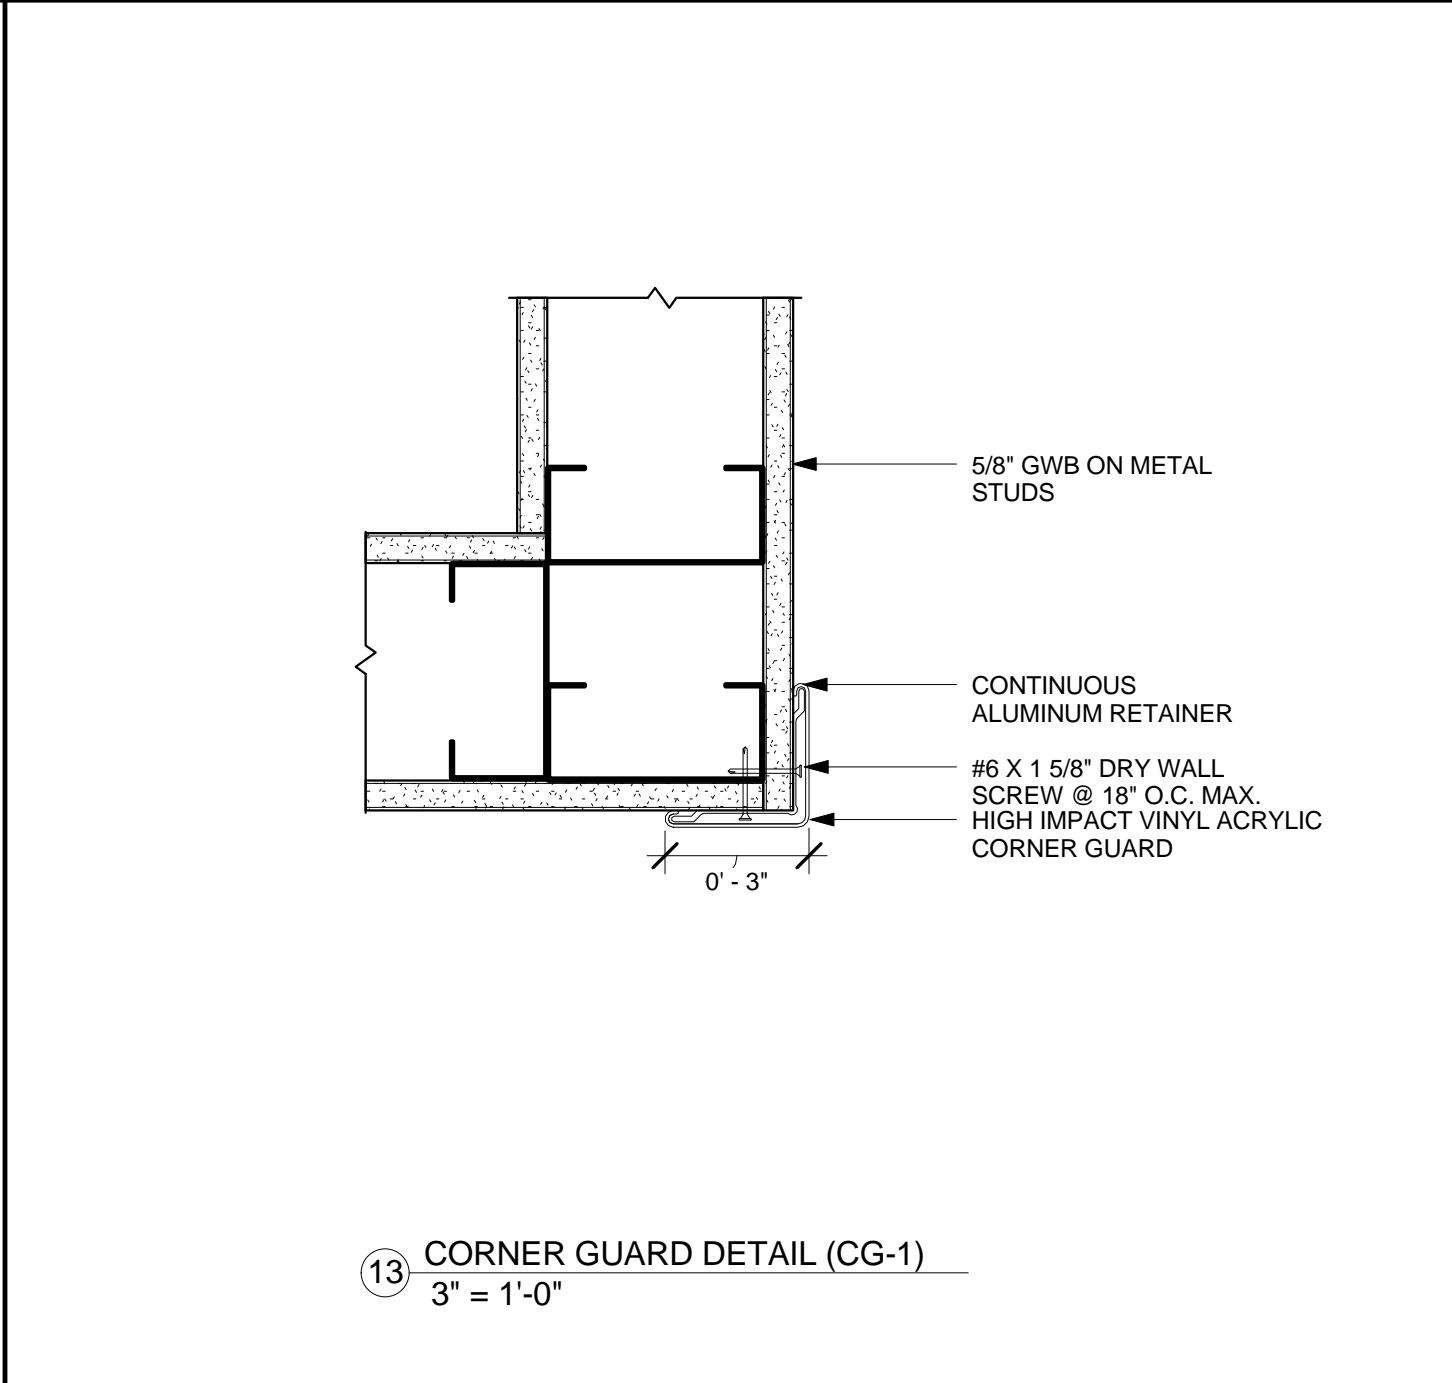 5/8" GWB ON METAL
STUDS
CONTINUOUS
ALUMINUM RETAINER
#6 X 1 5/8" DRY WALL
SCREW @ 18" O.C. MAX.
HIGH IMPACT VINYL ACRYLIC
CORNER GUARD
0' - 3"
13
CORNER GUARD DETAIL (CG-1)
3" = 1'-0"